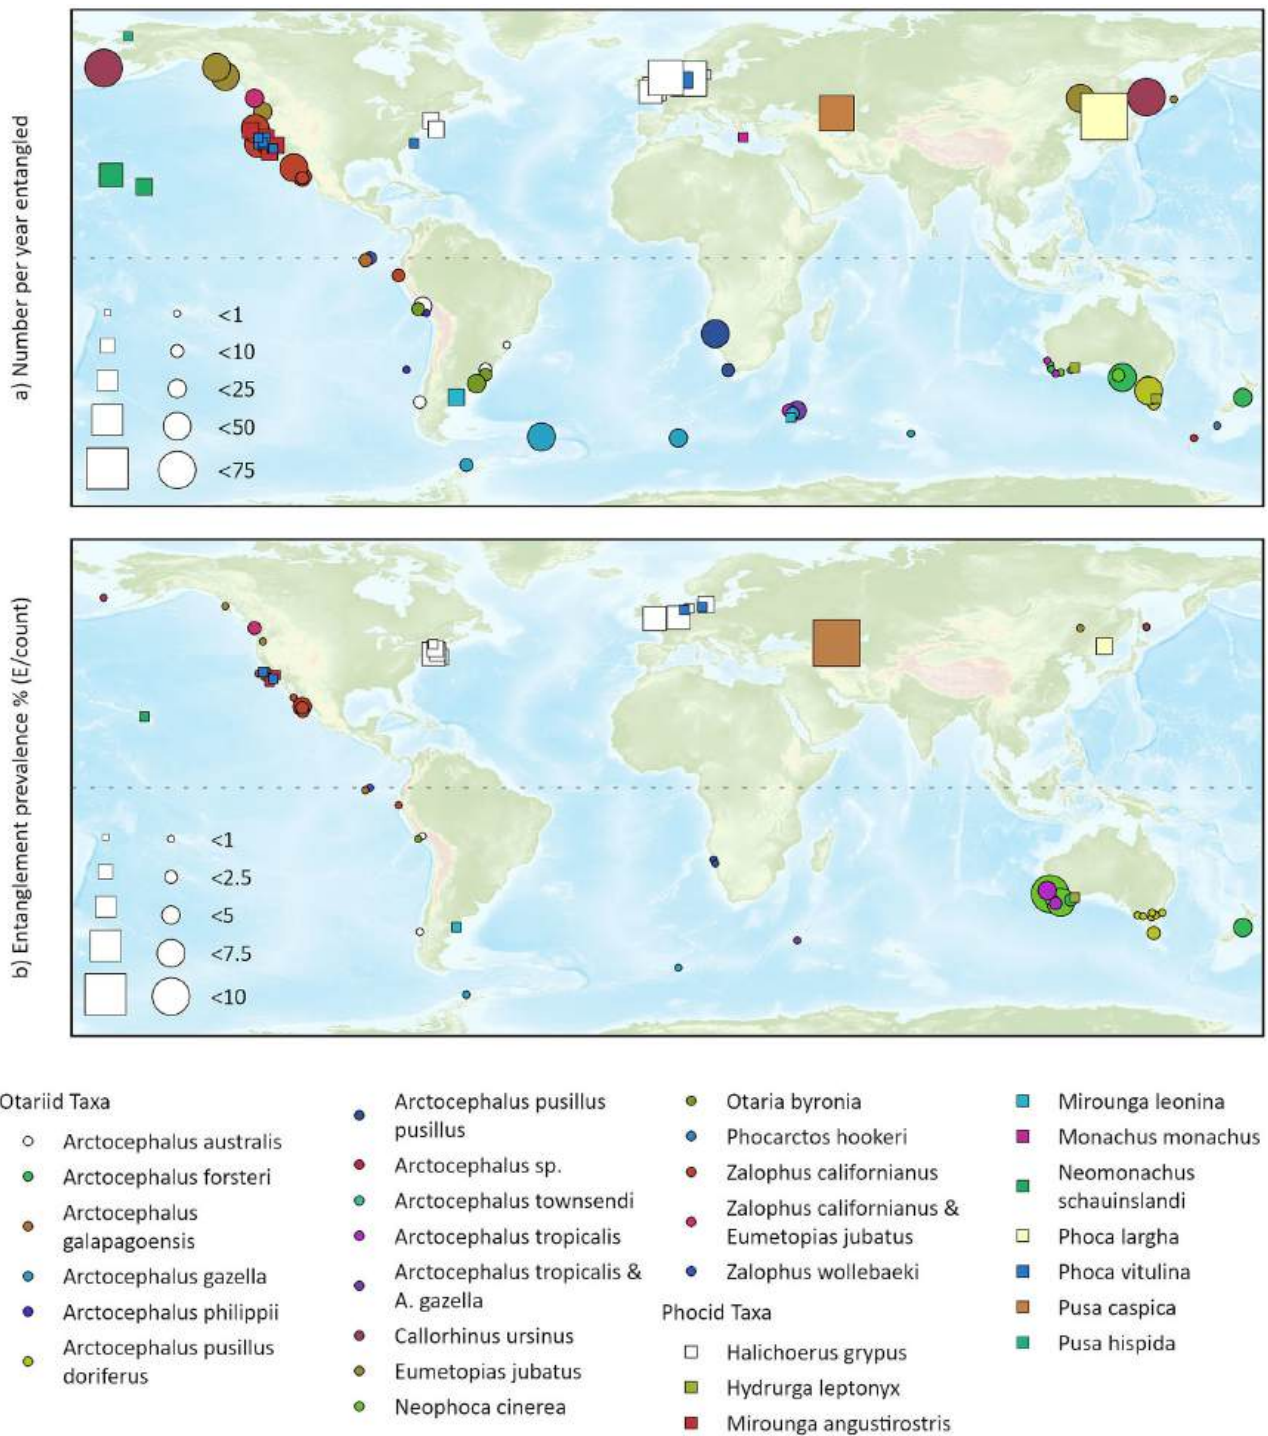 a) Number per year entangled
<1
<10
<25
<50
<75
b) Entanglement prevalence % (E/count)
<1
<2.5
<5
<7.5
<10
Otariid Taxa
Arctocephalus australis
Arctocephalus forsteri
Arctocephalus
galapagoensis
Arctocephalus gazella
Arctocephalus philippii
Arctocephalus pusillus
doriferus
Arctocephalus pusillus
pusillus
Arctocephalus sp.
Arctocephalus townsendi
Arctocephalus tropicalis
Arctocephalus tropicalis &
A. gazella
Callorhinus ursinus
Eumetopias jubatus
Neophoca cinerea
Otaria byronia
Phocarctos hookeri
Zalophus californianus
Zalophus californianus &
Eumetopias jubatus
Zalophus wollebaeki
Phocid Taxa
Halichoerus grypus
Hydrurga leptonyx
Mirounga angustirostris
Mirounga leonina
Monachus monachus
Neomonachus
schauinslandi
Phoca largha
Phoca vitulina
Pusa caspica
Pusa hispida